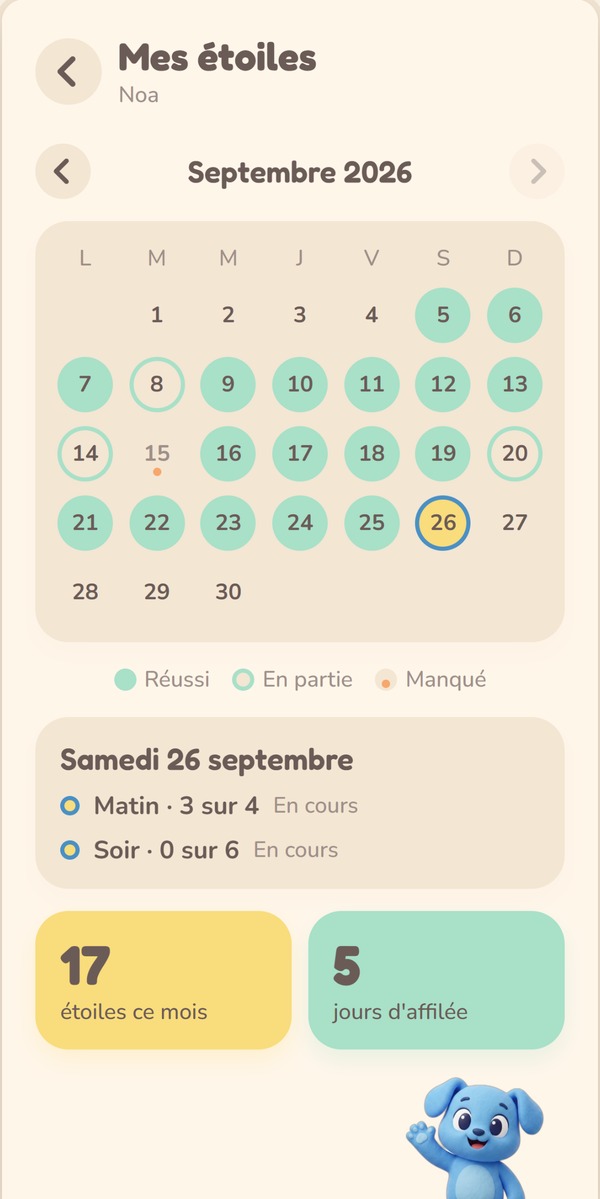 Mes étoiles
Noa
Septembre 2026
L M M J V S D
1 2 3 4 5 6
7 8 9 10 11 12 13
14 15 16 17 18 19 20
21 22 23 24 25 26 27
28 29 30
Réussi En partie Manqué
Samedi 26 septembre
Matin · 3 sur 4 En cours
Soir · 0 sur 6 En cours
17 5
étoiles ce mois jours d'affilée